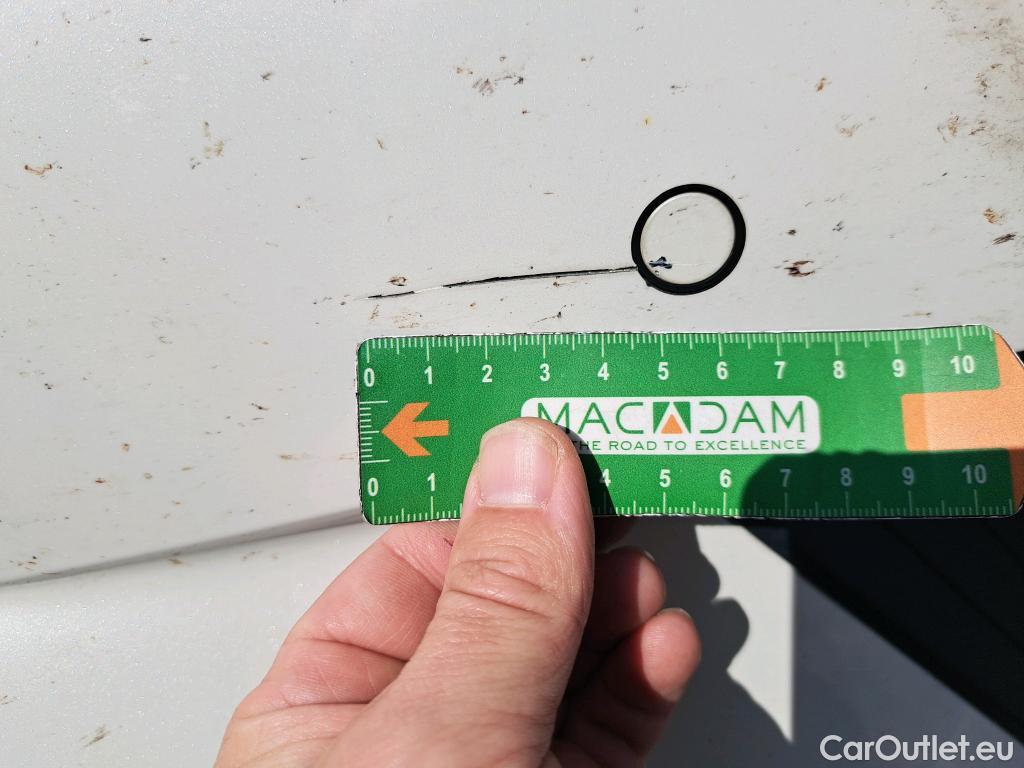 0 1 2 3 4 5 6 7 8 9 10
MACADAM
THE ROAD TO EXCELLENCE
0 1 4 5 6 7 8 9 10
CarOutlet.eu